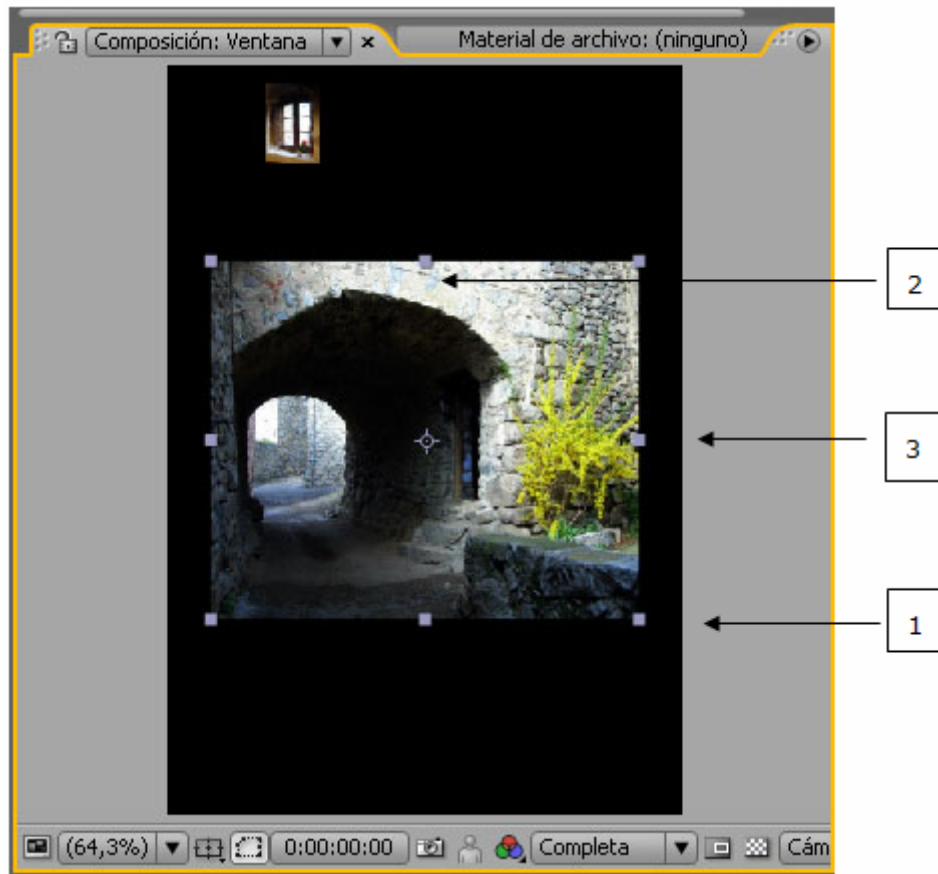 Composición: Ventana
Material de archivo: (ninguno)
2
3
1
(64,3%)
0:00:00:00
Completa
Cám